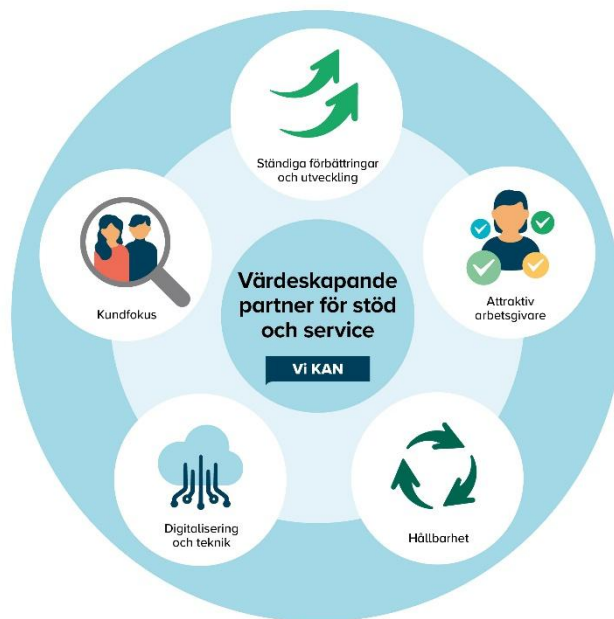 Ständiga förbättringar
och utveckling
Kundfokus
Attraktiv
arbetsgivare
Värdeskapande
partner för stöd
och service
Vi KAN
Digitalisering
och teknik
Hållbarhet